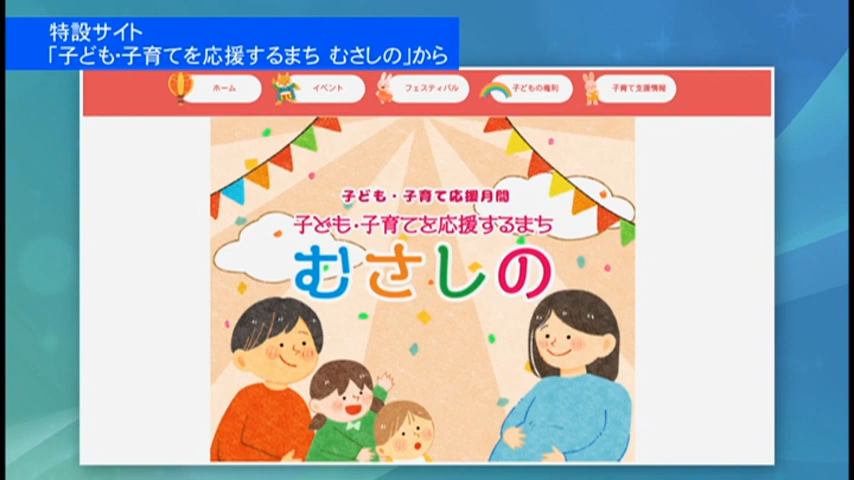 特設サイト
「子ども・子育てを応援するまち むさしの」から
ホーム
イベント
フェスティバル
子どもの権利
子育て支援情報
子ども・子育て応援月間
子ども・子育てを応援するまち
むさしの